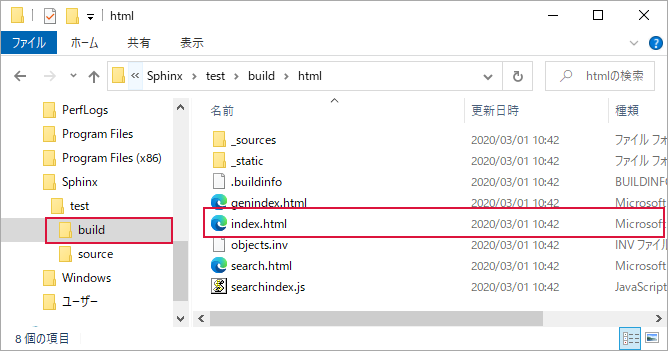 html
ファイル ホーム 共有 表示
« Sphinx > test > build > html htmlの検索
PerfLogs
Program Files
Program Files (x86)
Sphinx
test
build
source
Windows
ユーザー
名前 更新日時 種類
_sources 2020/03/01 10:42 ファイル フォ
_static 2020/03/01 10:42 ファイル フォ
.buildinfo 2020/03/01 10:42 BUILDINFO
genindex.html 2020/03/01 10:42 Microsoft
index.html 2020/03/01 10:42 Microsoft
objects.inv 2020/03/01 10:42 INV ファイル
search.html 2020/03/01 10:42 Microsoft
searchindex.js 2020/03/01 10:42 JavaScript
8 個の項目